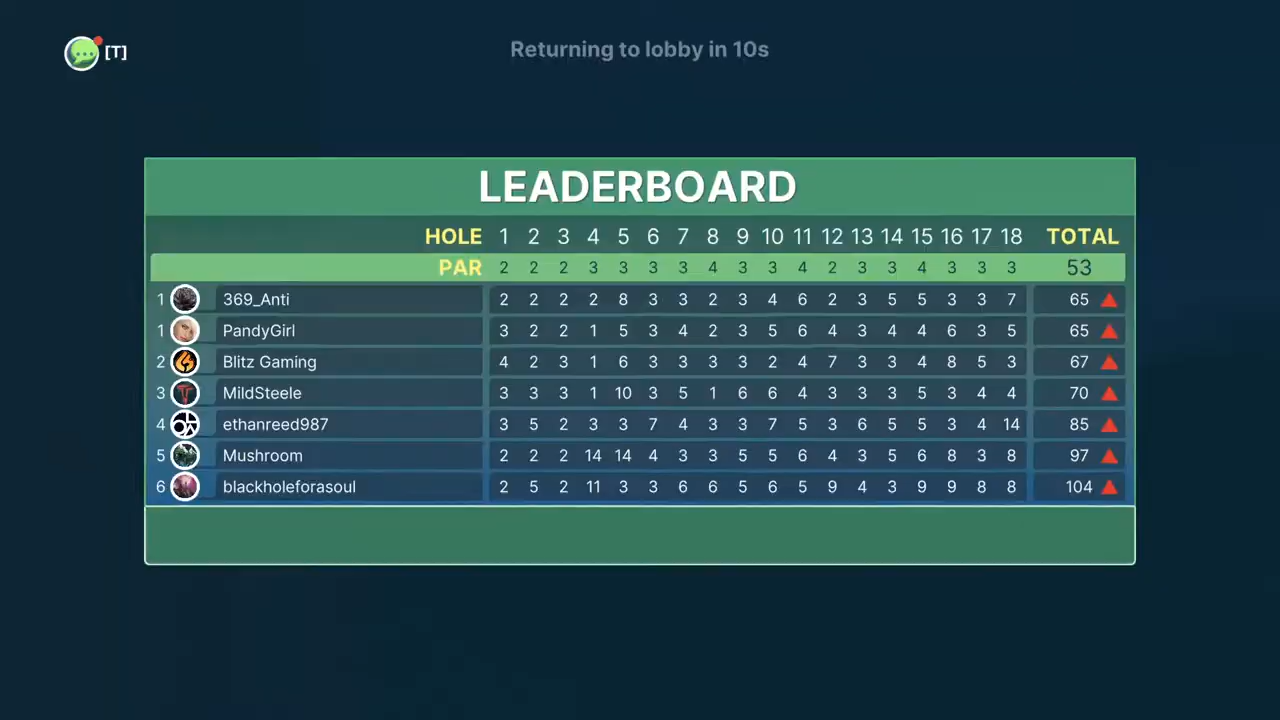 [T]
Returning to lobby in 10s
LEADERBOARD
HOLE 1 2 3 4 5 6 7 8 9 10 11 12 13 14 15 16 17 18 TOTAL
PAR 2 2 2 3 3 3 3 4 3 3 4 2 3 3 4 3 3 3 53
1 369_Anti 2 2 2 2 8 3 3 2 3 4 6 2 3 5 5 3 3 7 65
1 PandyGirl 3 2 2 1 5 3 4 2 3 5 6 4 3 4 4 6 3 5 65
2 Blitz Gaming 4 2 3 1 6 3 3 3 3 2 4 7 3 3 4 8 5 3 67
3 MildSteele 3 3 3 1 10 3 5 1 6 6 4 3 3 3 5 3 4 4 70
4 ethanreed987 3 5 2 3 3 7 4 3 3 7 5 3 6 5 5 3 4 14 85
5 Mushroom 2 2 2 14 14 4 3 3 5 5 6 4 3 5 6 8 3 8 97
6 blackholeforasoul 2 5 2 11 3 3 6 6 5 6 5 9 4 3 9 9 8 8 104